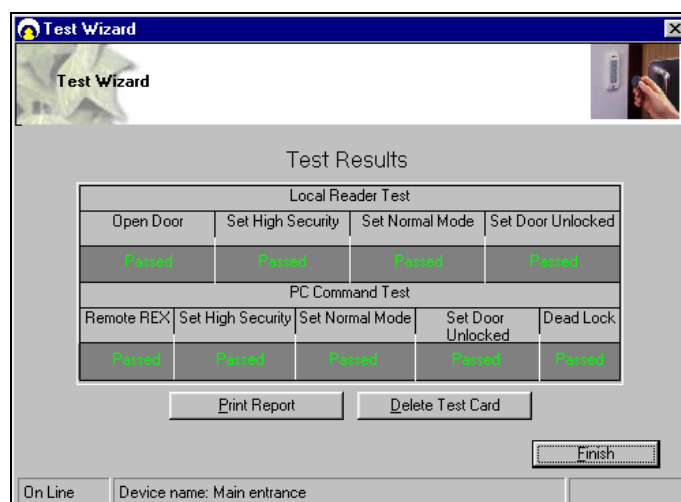 Test Wizard
Test Wizard
Test Results
Local Reader Test
Open Door Set High Security Set Normal Mode Set Door Unlocked
Passed Passed Passed Passed
PC Command Test
Remote REX Set High Security Set Normal Mode Set Door Unlocked Dead Lock
Passed Passed Passed Passed Passed
Print Report Delete Test Card
Finish
On Line Device name: Main entrance